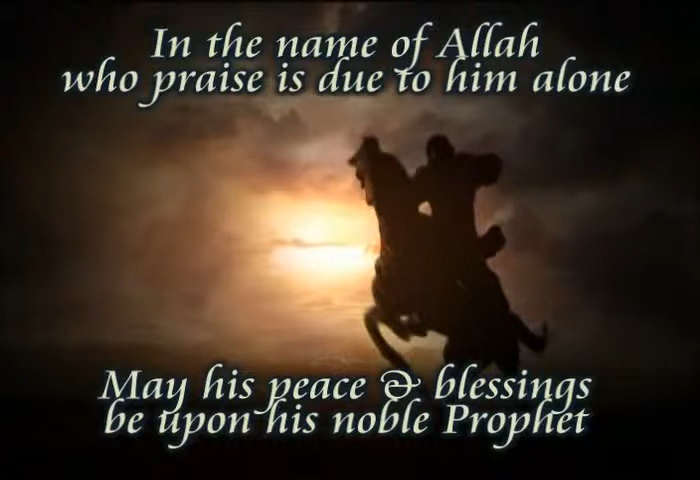 In the name of Allah
who praise is due to him alone
May his peace & blessings
be upon his noble Prophet